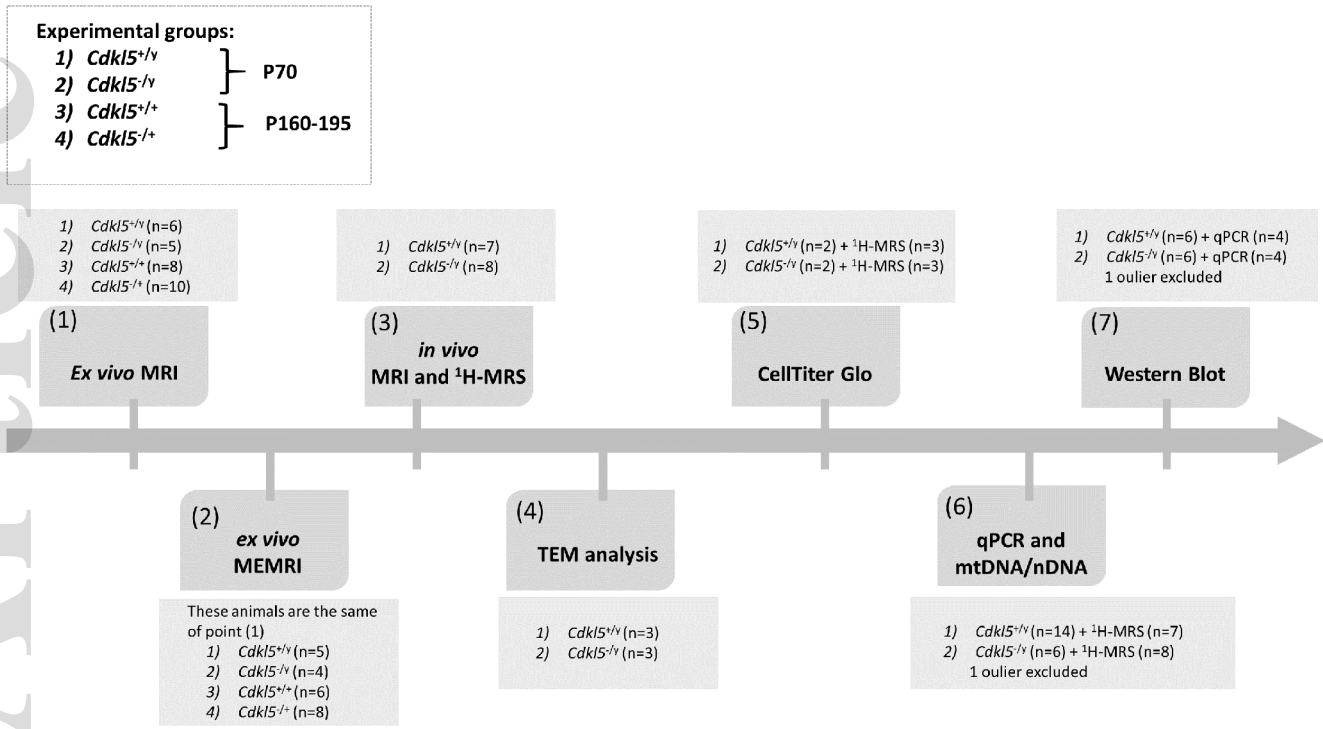 Experimental groups:
1) Cdkl5+/y
2) Cdkl5-/y
P70
3) Cdkl5+/+
4) Cdkl5-/+
P160-195
1) Cdkl5+/y (n=6)
2) Cdkl5-/y (n=5)
3) Cdkl5+/+ (n=8)
4) Cdkl5-/+ (n=10)
(1)
Ex vivo MRI
1) Cdkl5+/y (n=7)
2) Cdkl5-/y (n=8)
(3)
in vivo
MRI and 1H-MRS
1) Cdkl5+/y (n=2) + 1H-MRS (n=3)
2) Cdkl5-/y (n=2) + 1H-MRS (n=3)
(5)
CellTiter Glo
1) Cdkl5+/y (n=6) + qPCR (n=4)
2) Cdkl5-/y (n=6) + qPCR (n=4)
1 oulier excluded
(7)
Western Blot
(2)
ex vivo
MEMRI
These animals are the same
of point (1)
1) Cdkl5+/y (n=5)
2) Cdkl5-/y (n=4)
3) Cdkl5+/+ (n=6)
4) Cdkl5-/+ (n=8)
(4)
TEM analysis
1) Cdkl5+/y (n=3)
2) Cdkl5-/y (n=3)
(6)
qPCR and
mtDNA/nDNA
1) Cdkl5+/y (n=14) + 1H-MRS (n=7)
2) Cdkl5-/y (n=6) + 1H-MRS (n=8)
1 oulier excluded